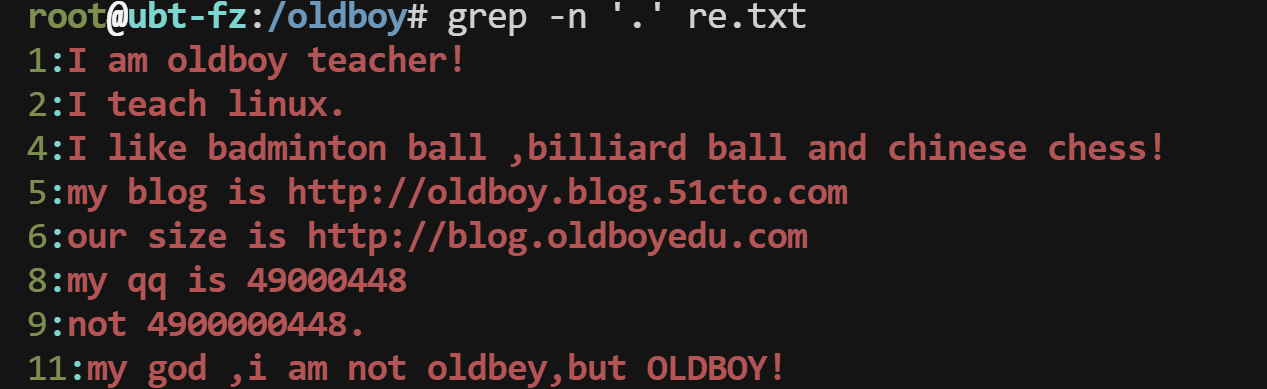 root@ubt-fz:/oldboy# grep -n '.' re.txt
1:I am oldboy teacher!
2:I teach linux.
4:I like badminton ball ,billiard ball and chinese chess!
5:my blog is http://oldboy.blog.51cto.com
6:our size is http://blog.oldboyedu.com
8:my qq is 49000448
9:not 4900000448.
11:my god ,i am not oldbey,but OLDBOY!